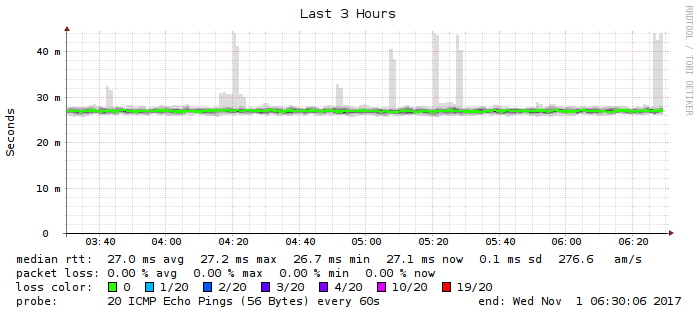 Last 3 Hours
RRDTOOL / TOBI OETIKER
Seconds
40 m
30 m
20 m
10 m
0
03:40 04:00 04:20 04:40 05:00 05:20 05:40 06:00 06:20
median rtt: 27.0 ms avg 27.2 ms max 26.7 ms min 27.1 ms now 0.1 ms sd 276.6 am/s
packet loss: 0.00 % avg 0.00 % max 0.00 % min 0.00 % now
loss color: 0 1/20 2/20 3/20 4/20 10/20 19/20
probe: 20 ICMP Echo Pings (56 Bytes) every 60s end: Wed Nov 1 06:30:06 2017